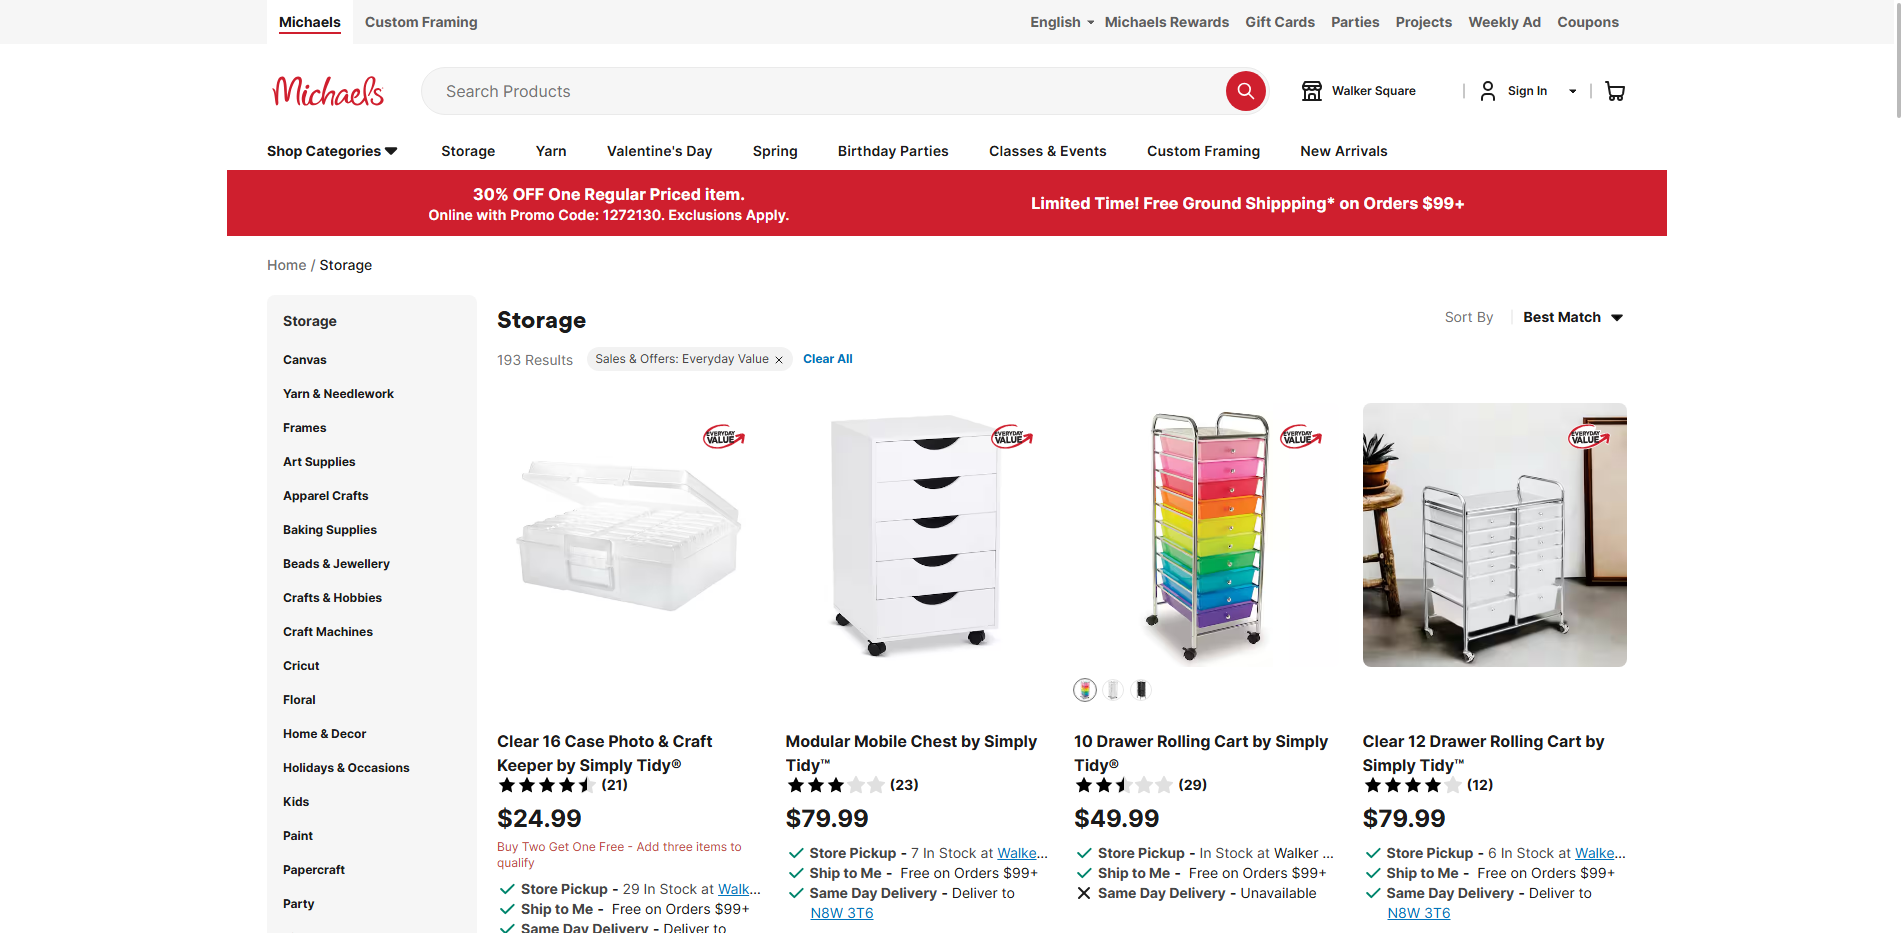 Michaels
Custom Framing
English
Michaels Rewards
Gift Cards
Parties
Projects
Weekly Ad
Coupons
Michaels
Search Products
Walker Square
Sign In
Shop Categories
Storage
Yarn
Valentine's Day
Spring
Birthday Parties
Classes & Events
Custom Framing
New Arrivals
30% OFF One Regular Priced item.
Online with Promo Code: 1272130. Exclusions Apply.
Limited Time! Free Ground Shippping* on Orders $99+
Home / Storage
Storage
Canvas
Yarn & Needlework
Frames
Art Supplies
Apparel Crafts
Baking Supplies
Beads & Jewellery
Crafts & Hobbies
Craft Machines
Cricut
Floral
Home & Decor
Holidays & Occasions
Kids
Paint
Papercraft
Party
Storage
Sort By
Best Match
193 Results
Sales & Offers: Everyday Value
Clear All
EVERYDAY
VALUE
Clear 16 Case Photo & Craft
Keeper by Simply Tidy®
(21)
$24.99
Buy Two Get One Free - Add three items to
qualify
Store Pickup - 29 In Stock at Walk...
Ship to Me - Free on Orders $99+
Same Day Delivery - Deliver to
EVERYDAY
VALUE
Modular Mobile Chest by Simply
Tidy™
(23)
$79.99
Store Pickup - 7 In Stock at Walke...
Ship to Me - Free on Orders $99+
Same Day Delivery - Deliver to
N8W 3T6
EVERYDAY
VALUE
10 Drawer Rolling Cart by Simply
Tidy®
(29)
$49.99
Store Pickup - In Stock at Walker ...
Ship to Me - Free on Orders $99+
Same Day Delivery - Unavailable
EVERYDAY
VALUE
Clear 12 Drawer Rolling Cart by
Simply Tidy™
(12)
$79.99
Store Pickup - 6 In Stock at Walke...
Ship to Me - Free on Orders $99+
Same Day Delivery - Deliver to
N8W 3T6